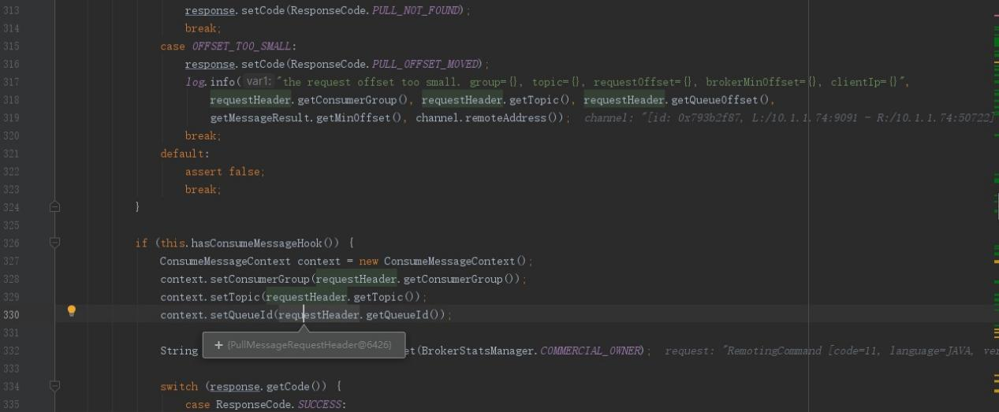 313 response.setCode(ResponseCode.PULL_NOT_FOUND);
314 break;
315 case OFFSET_TOO_SMALL:
316 response.setCode(ResponseCode.PULL_OFFSET_MOVED);
317 log.info( var1: "the request offset too small. group={}, topic={}, requestOffset={}, brokerMinOffset={}, clientIp={}",
318 requestHeader.getConsumerGroup(), requestHeader.getTopic(), requestHeader.getQueueOffset(),
319 getMessageResult.getMinOffset(), channel.remoteAddress()); channel: "[id: 0x793b2f87, L:/10.1.1.74:9091 - R:/10.1.1.74:50722]
320 break;
321 default:
322 assert false;
323 break;
324 }
325
326 if (this.hasConsumeMessageHook()) {
327 ConsumeMessageContext context = new ConsumeMessageContext();
328 context.setConsumerGroup(requestHeader.getConsumerGroup());
329 context.setTopic(requestHeader.getTopic());
330 context.setQueueId(requestHeader.getQueueId());
331
+ {PullMessageRequestHeader@6426}
332 String et(BrokerStatsManager.COMMERCIAL_OWNER); request: "RemotingCommand [code=11, language=JAVA, ver
333
334 switch (response.getCode()) {
335 case ResponseCode.SUCCESS: